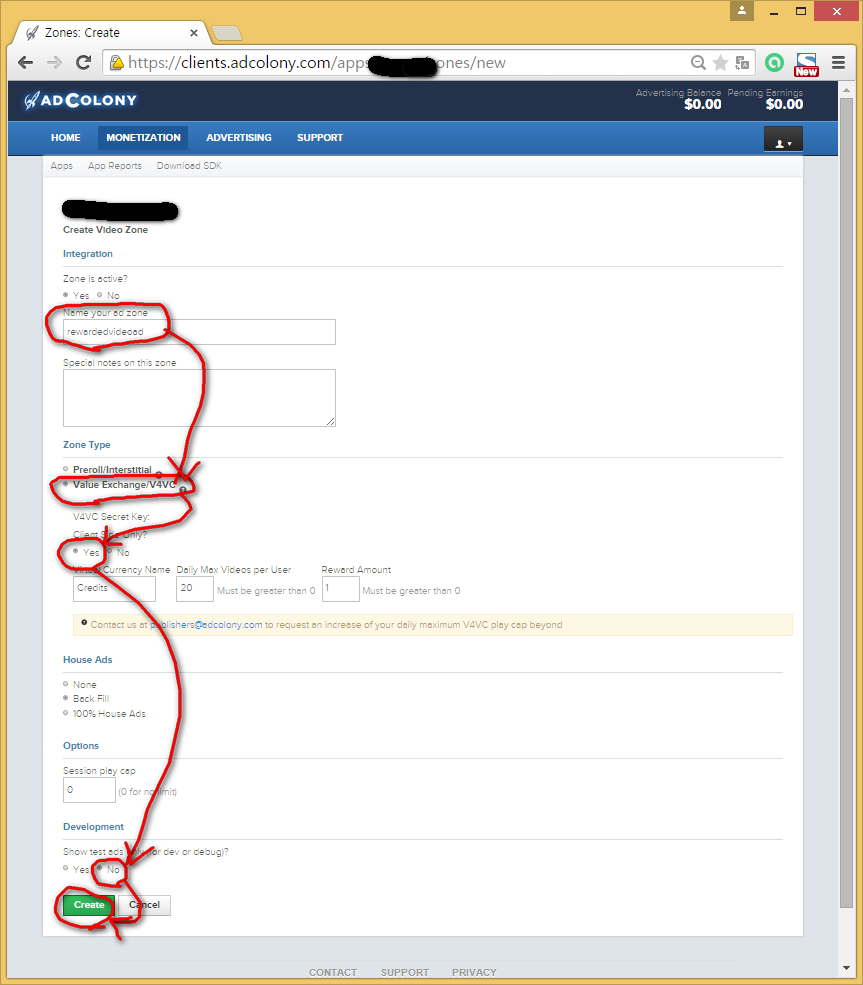 Zones: Create
https://clients.adcolony.com/apps ones/new
New
ADCOLONY
Advertising Balance Pending Earnings
$0.00 $0.00
HOME MONETIZATION ADVERTISING SUPPORT
Apps App Reports Download SDK
Create Video Zone
Integration
Zone is active?
Yes No
Name your ad zone
rewardedvideoad
Special notes on this zone
Zone Type
Preroll/Interstitial
Value Exchange/V4VC
V4VC Secret Key:
Client Side Only?
Yes No
Virtual Currency Name Daily Max Videos per User Reward Amount
Credits 20 Must be greater than 0 1 Must be greater than 0
Contact us at publishers@adcolony.com to request an increase of your daily maximum V4VC play cap beyond
House Ads
None
Back Fill
100% House Ads
Options
Session play cap
0 (0 for no limit)
Development
Show test ads only (for dev or debug)?
Yes No
Create Cancel
CONTACT SUPPORT PRIVACY